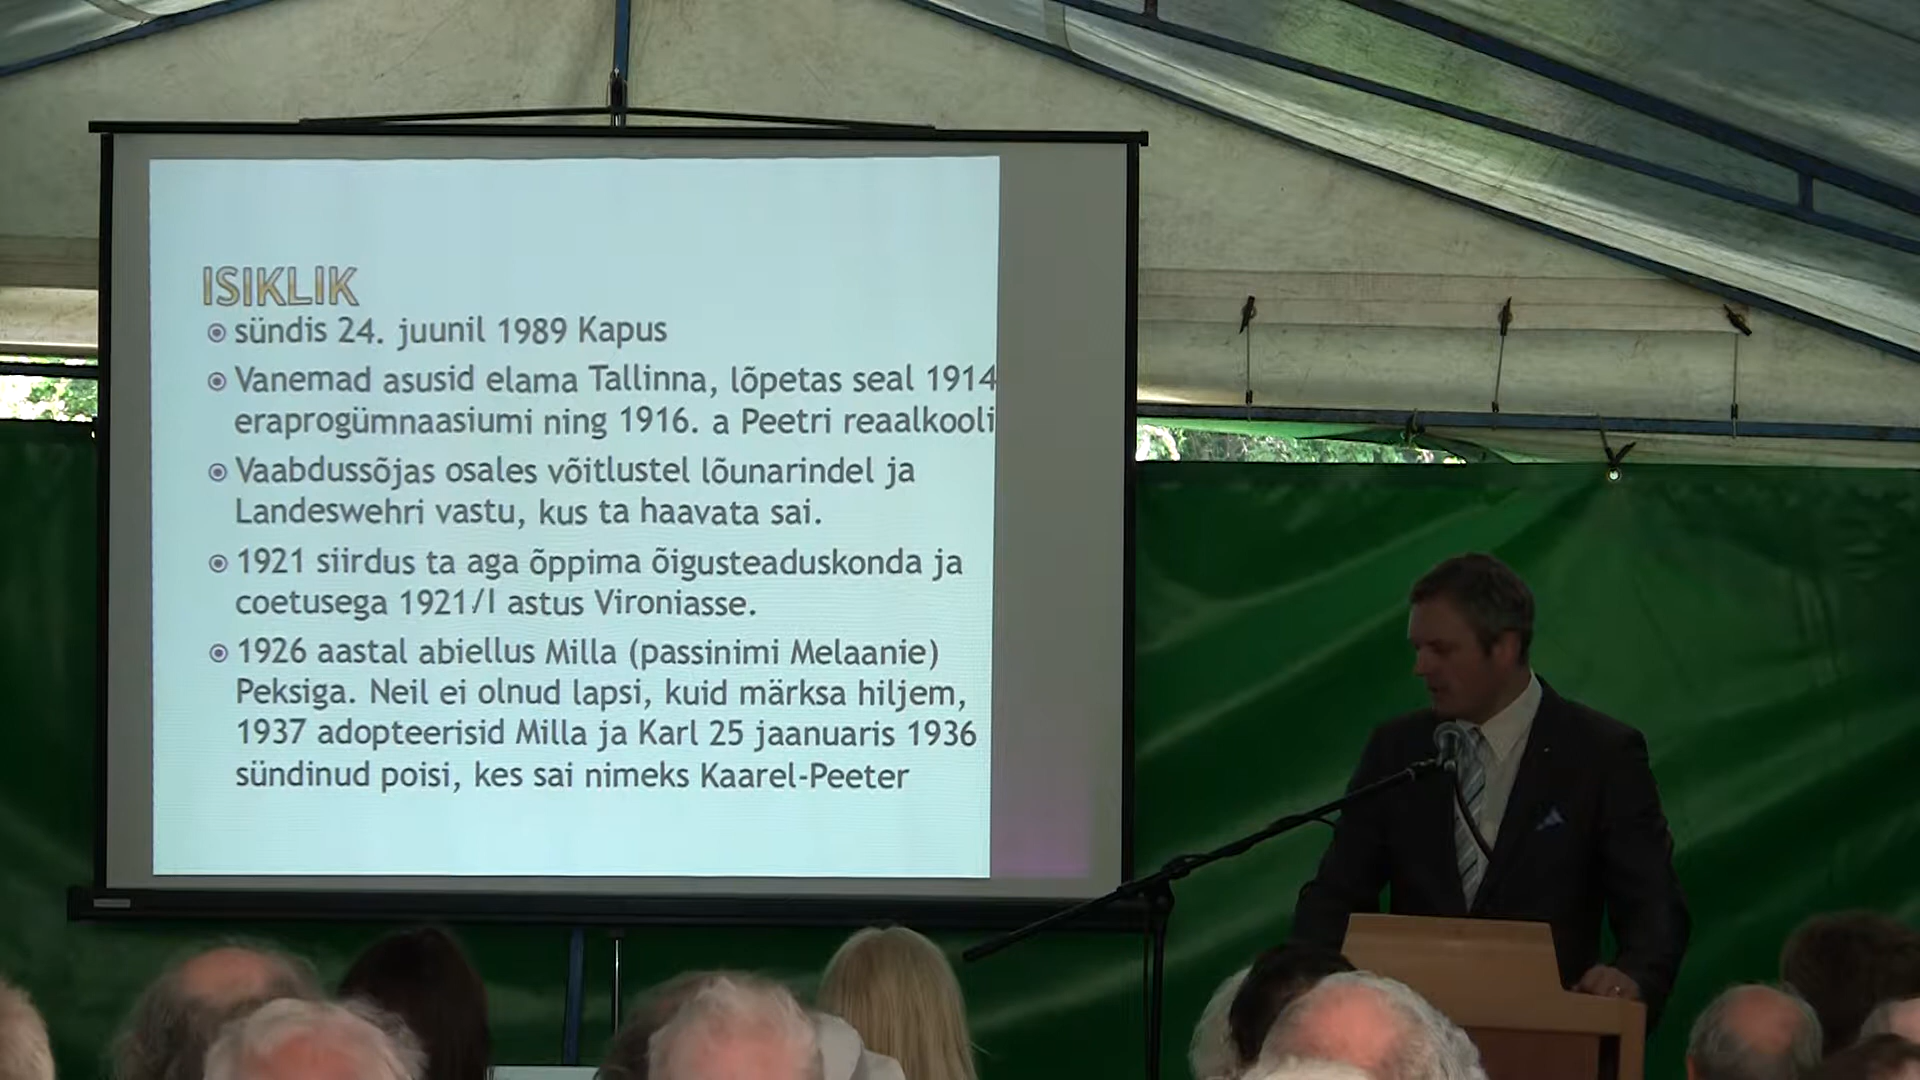 ISIKLIK
sündis 24. juunil 1989 Kapus
Vanemad asusid elama Tallinna, lõpetas seal 1914
eraprogümnaasiumi ning 1916. a Peetri reaalkooli
Vaabdussõjas osales võitlustel lõunarindel ja
Landeswehri vastu, kus ta haavata sai.
1921 siirdus ta aga õppima õigusteaduskonda ja
coetusega 1921/I astus Vironiasse.
1926 aastal abiellus Milla (passinimi Melaanie)
Peksiga. Neil ei olnud lapsi, kuid märksa hiljem,
1937 adopteerisid Milla ja Karl 25 jaanuaris 1936
sündinud poisi, kes sai nimeks Kaarel-Peeter